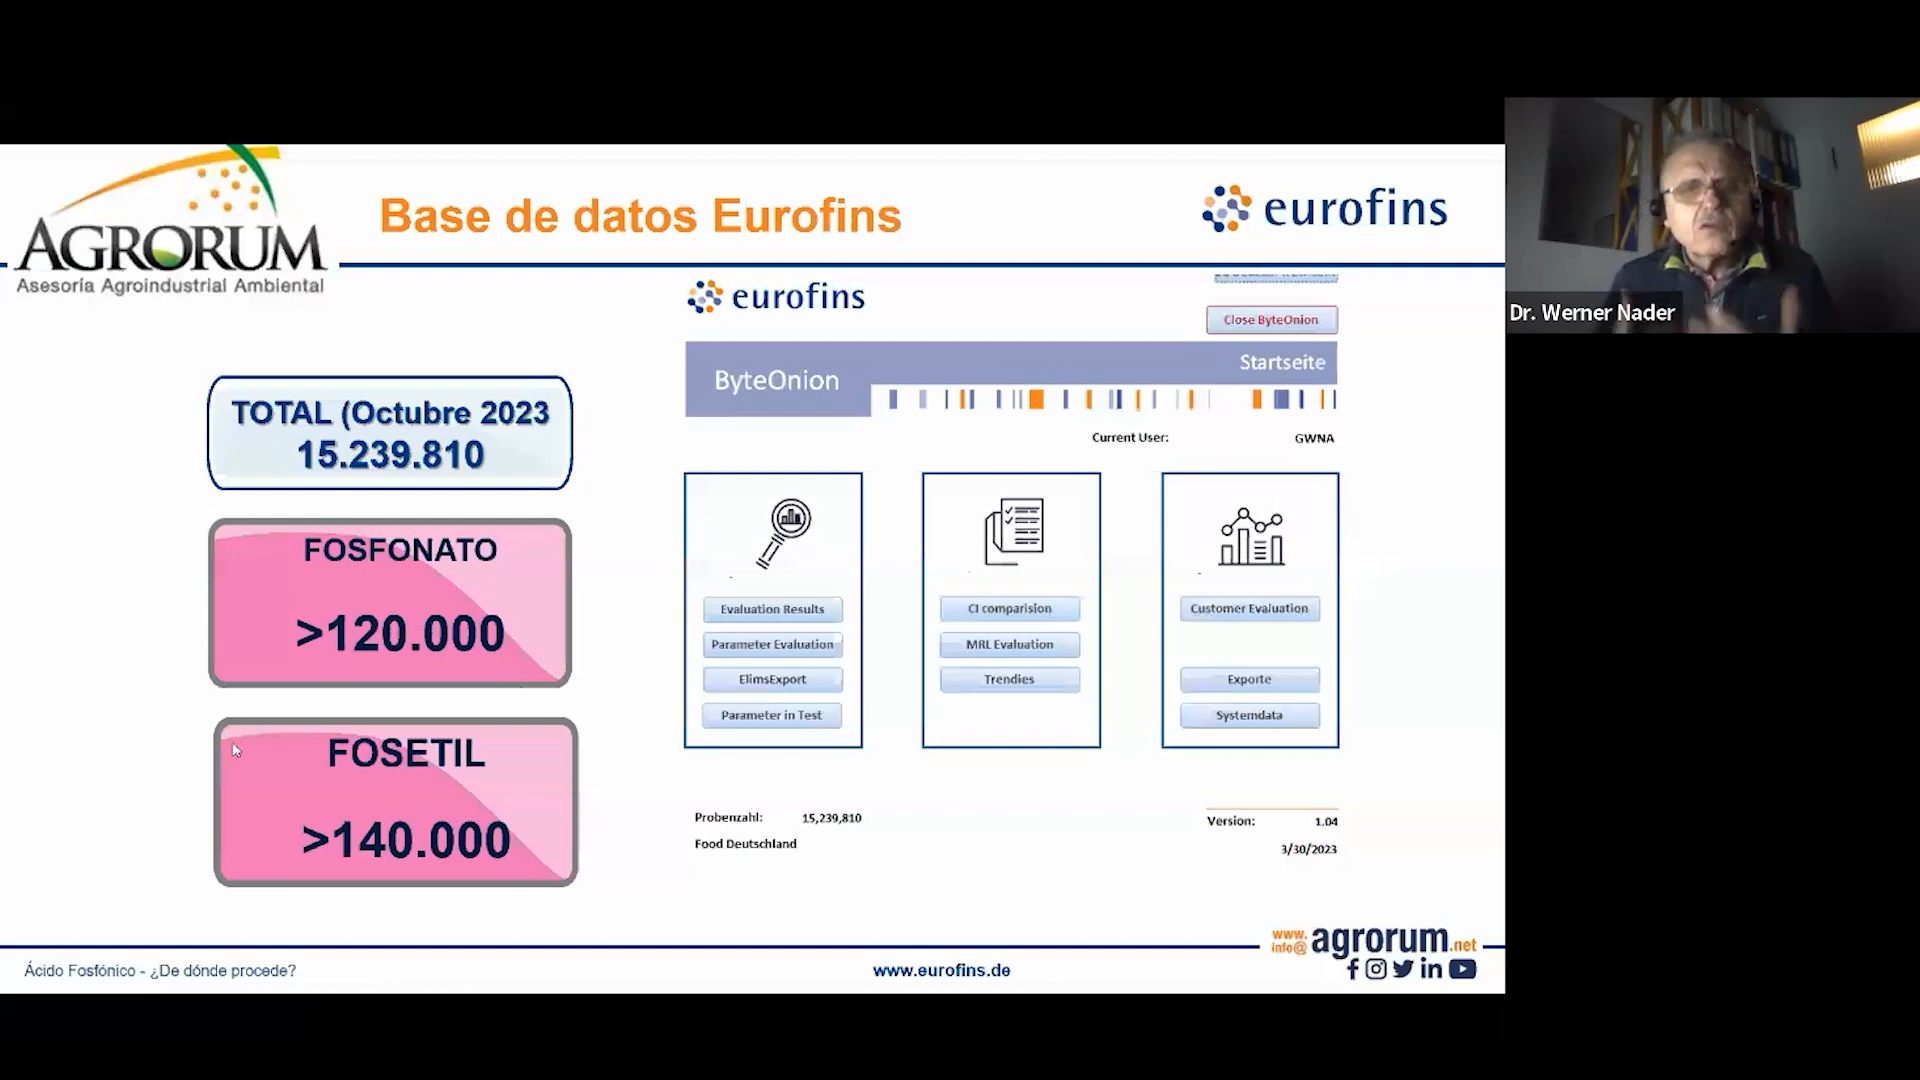 AGRORUM
Asesoría Agroindustrial Ambiental
Base de datos Eurofins
eurofins
TOTAL (Octubre 2023
15.239.810
FOSFONATO
>120.000
FOSETIL
>140.000
eurofins
Close ByteOnion
ByteOnion
Startseite
Current User: GWNA
Evaluation Results
Parameter Evaluation
ElimsExport
Parameter in Test
CI comparision
MRL Evaluation
Trendies
Customer Evaluation
Exporte
Systemdata
Probenzahl: 15,239,810
Food Deutschland
Version: 1.04
3/30/2023
Ácido Fosfónico - ¿De dónde procede?
www.eurofins.de
www.
info@
agrorum.net
Dr. Werner Nader